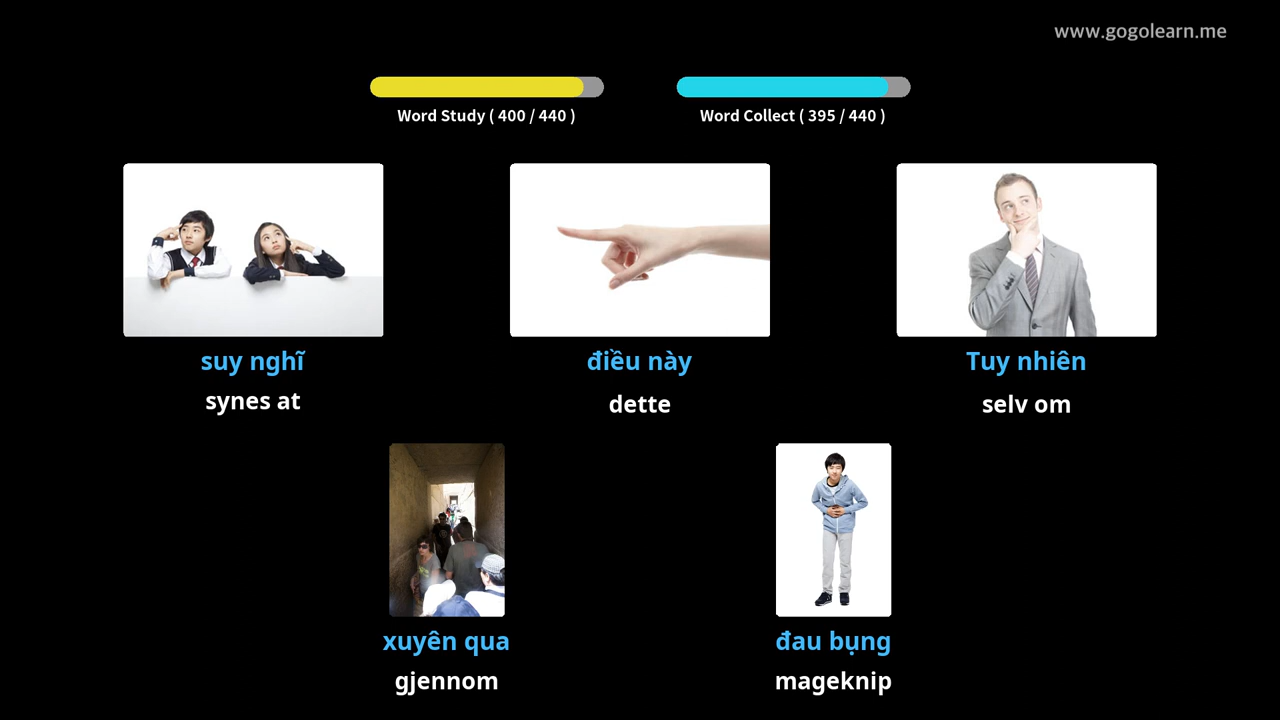 www.gogolearn.me
Word Study ( 400 / 440 )
Word Collect ( 395 / 440 )
suy nghĩ
synes at
điều này
dette
Tuy nhiên
selv om
xuyên qua
gjennom
đau bụng
mageknip